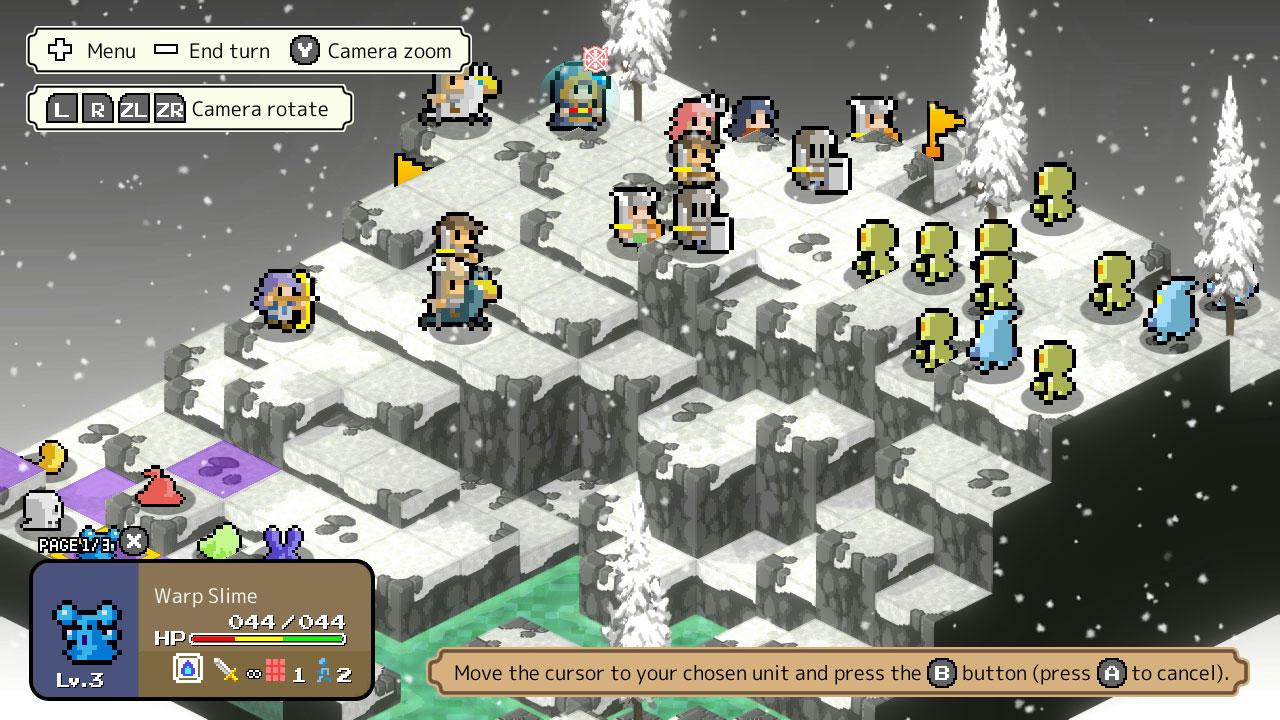 Menu End turn Y Camera zoom
L R ZL ZR Camera rotate
PAGE 1/3
Warp Slime
044/044
HP
∞ 1 2
Lv.3
Move the cursor to your chosen unit and press the B button (press A to cancel).